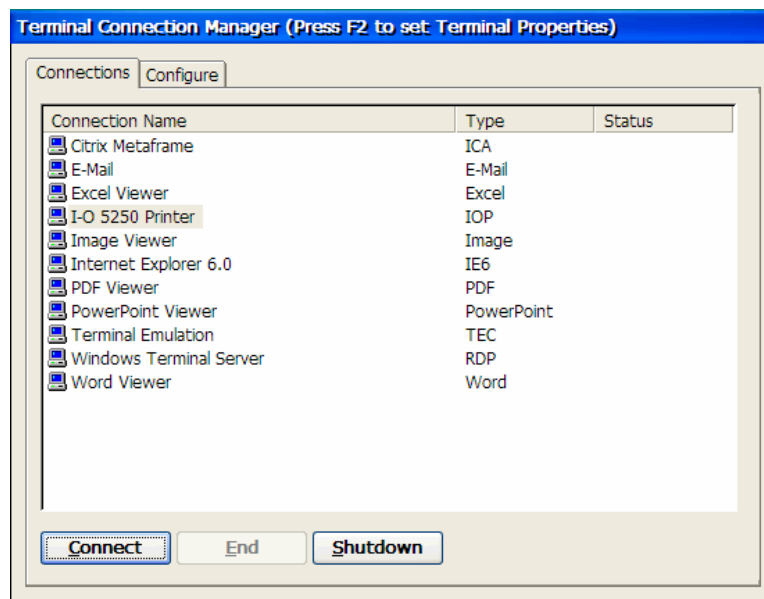 Terminal Connection Manager (Press F2 to set Terminal Properties)
Connections Configure
Connection Name Type Status
Citrix Metaframe ICA
E-Mail E-Mail
Excel Viewer Excel
I-O 5250 Printer IOP
Image Viewer Image
Internet Explorer 6.0 IE6
PDF Viewer PDF
PowerPoint Viewer PowerPoint
Terminal Emulation TEC
Windows Terminal Server RDP
Word Viewer Word
Connect End Shutdown